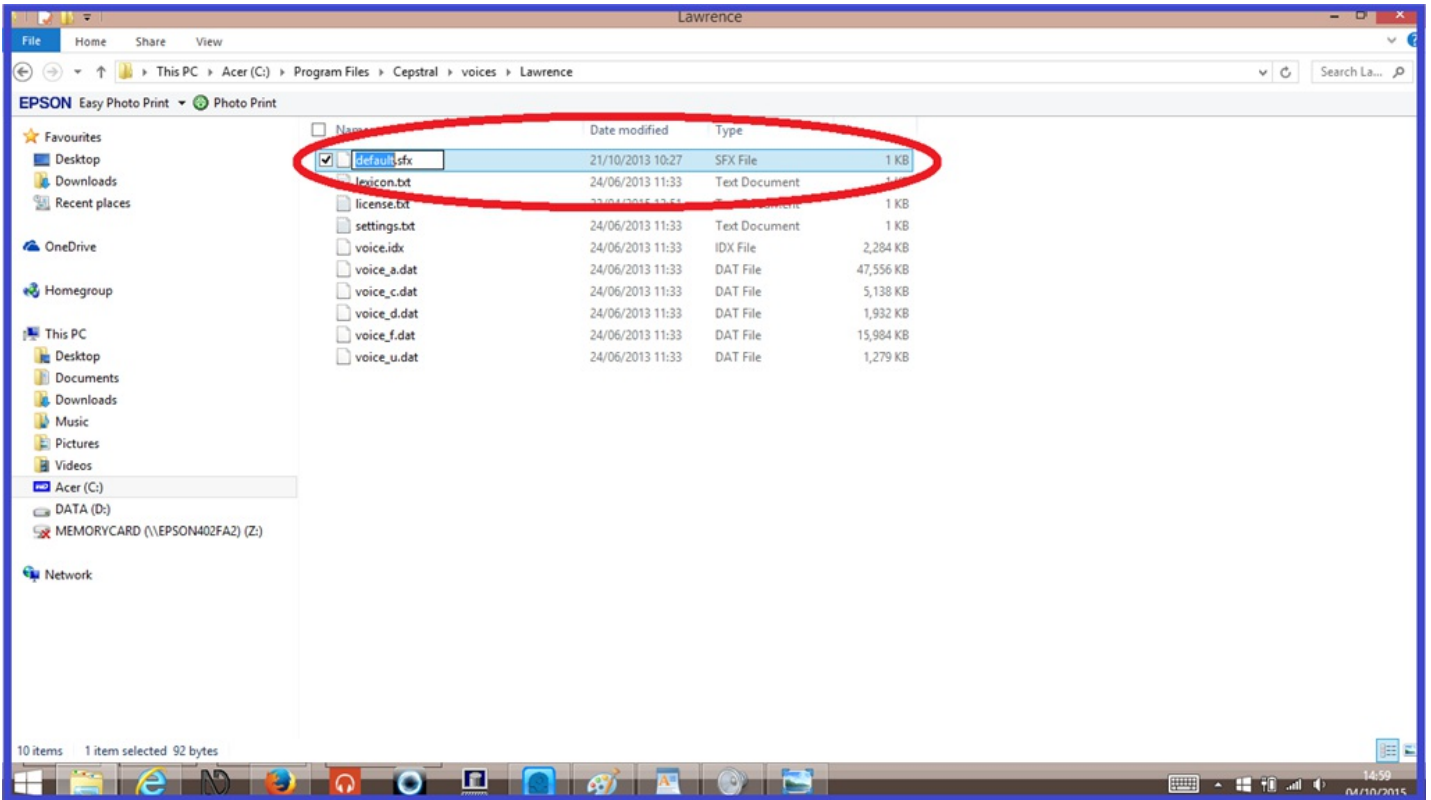 Lawrence
File Home Share View
This PC Acer (C:) Program Files Cepstral voices Lawrence Search La...
EPSON Easy Photo Print Photo Print
Favourites
Desktop
Downloads
Recent places
OneDrive
Homegroup
This PC
Desktop
Documents
Downloads
Music
Pictures
Videos
Acer (C:)
DATA (D:)
MEMORYCARD (\\EPSON402FA2) (Z:)
Network
Date modified Type
default.sfx 21/10/2013 10:27 SFX File 1 KB
lexicon.txt 24/06/2013 11:33 Text Document
license.txt 1 KB
settings.txt 24/06/2013 11:33 Text Document 1 KB
voice.idx 24/06/2013 11:33 IDX File 2,284 KB
voice_a.dat 24/06/2013 11:33 DAT File 47,556 KB
voice_c.dat 24/06/2013 11:33 DAT File 5,138 KB
voice_d.dat 24/06/2013 11:33 DAT File 1,932 KB
voice_f.dat 24/06/2013 11:33 DAT File 15,984 KB
voice_u.dat 24/06/2013 11:33 DAT File 1,279 KB
10 items 1 item selected 92 bytes
14:59
04/10/2015